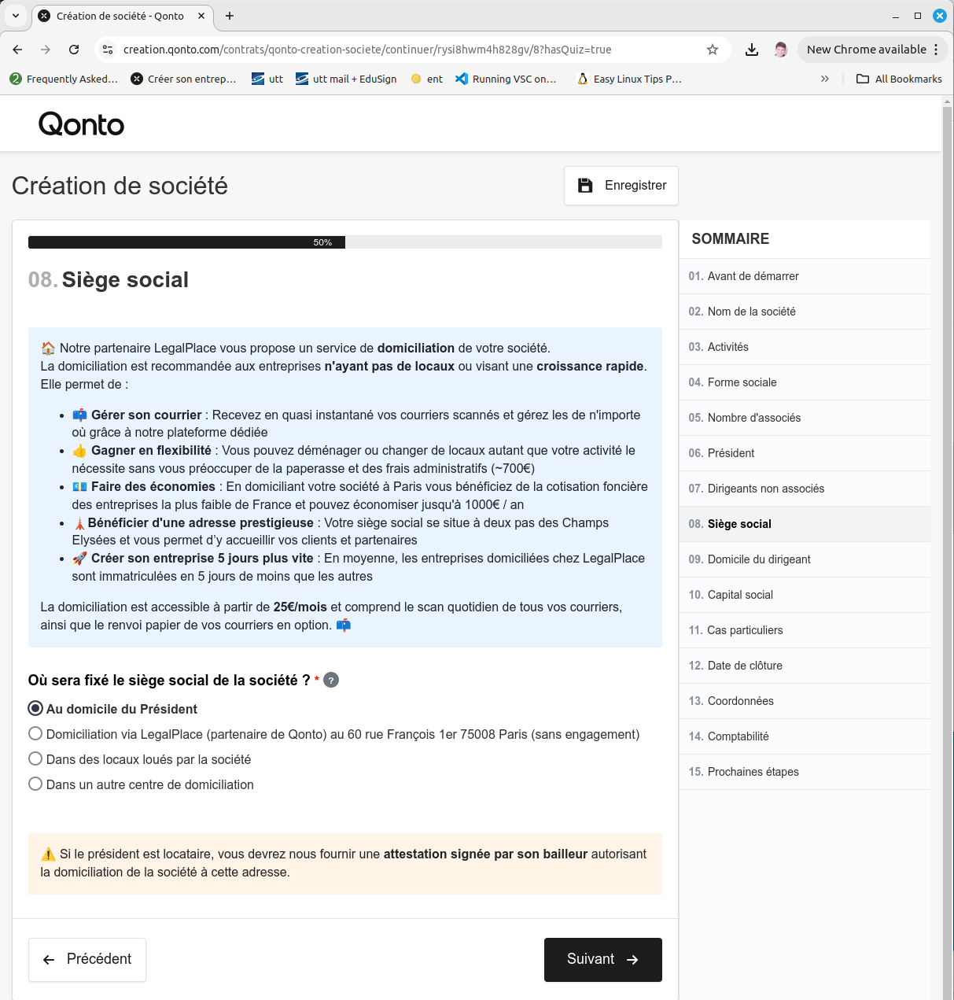 Création de société - Qonto
creation.qonto.com/contrats/qonto-creation-societe/continuer/rysi8hwm4h828gv/8?hasQuiz=true
New Chrome available
Frequently Asked…
Créer son entrep…
utt
utt mail + EduSign
ent
Running VSC on…
Easy Linux Tips P…
All Bookmarks
Qonto
Création de société
Enregistrer
50%
08. Siège social
🏠 Notre partenaire LegalPlace vous propose un service de domiciliation de votre société.
La domiciliation est recommandée aux entreprises n'ayant pas de locaux ou visant une croissance rapide.
Elle permet de :
• 📫 Gérer son courrier : Recevez en quasi instantané vos courriers scannés et gérez les de n'importe
où grâce à notre plateforme dédiée
• 👍 Gagner en flexibilité : Vous pouvez déménager ou changer de locaux autant que votre activité le
nécessite sans vous préoccuper de la paperasse et des frais administratifs (~700€)
• 💶 Faire des économies : En domiciliant votre société à Paris vous bénéficiez de la cotisation foncière
des entreprises la plus faible de France et pouvez économiser jusqu'à 1000€ / an
• 🗼Bénéficier d'une adresse prestigieuse : Votre siège social se situe à deux pas des Champs
Elysées et vous permet d’y accueillir vos clients et partenaires
• 🚀 Créer son entreprise 5 jours plus vite : En moyenne, les entreprises domiciliées chez LegalPlace
sont immatriculées en 5 jours de moins que les autres
La domiciliation est accessible à partir de 25€/mois et comprend le scan quotidien de tous vos courriers,
ainsi que le renvoi papier de vos courriers en option. 📫
Où sera fixé le siège social de la société ? * ?
Au domicile du Président
Domiciliation via LegalPlace (partenaire de Qonto) au 60 rue François 1er 75008 Paris (sans engagement)
Dans des locaux loués par la société
Dans un autre centre de domiciliation
⚠️ Si le président est locataire, vous devrez nous fournir une attestation signée par son bailleur autorisant
la domiciliation de la société à cette adresse.
← Précédent
Suivant →
SOMMAIRE
01. Avant de démarrer
02. Nom de la société
03. Activités
04. Forme sociale
05. Nombre d'associés
06. Président
07. Dirigeants non associés
08. Siège social
09. Domicile du dirigeant
10. Capital social
11. Cas particuliers
12. Date de clôture
13. Coordonnées
14. Comptabilité
15. Prochaines étapes